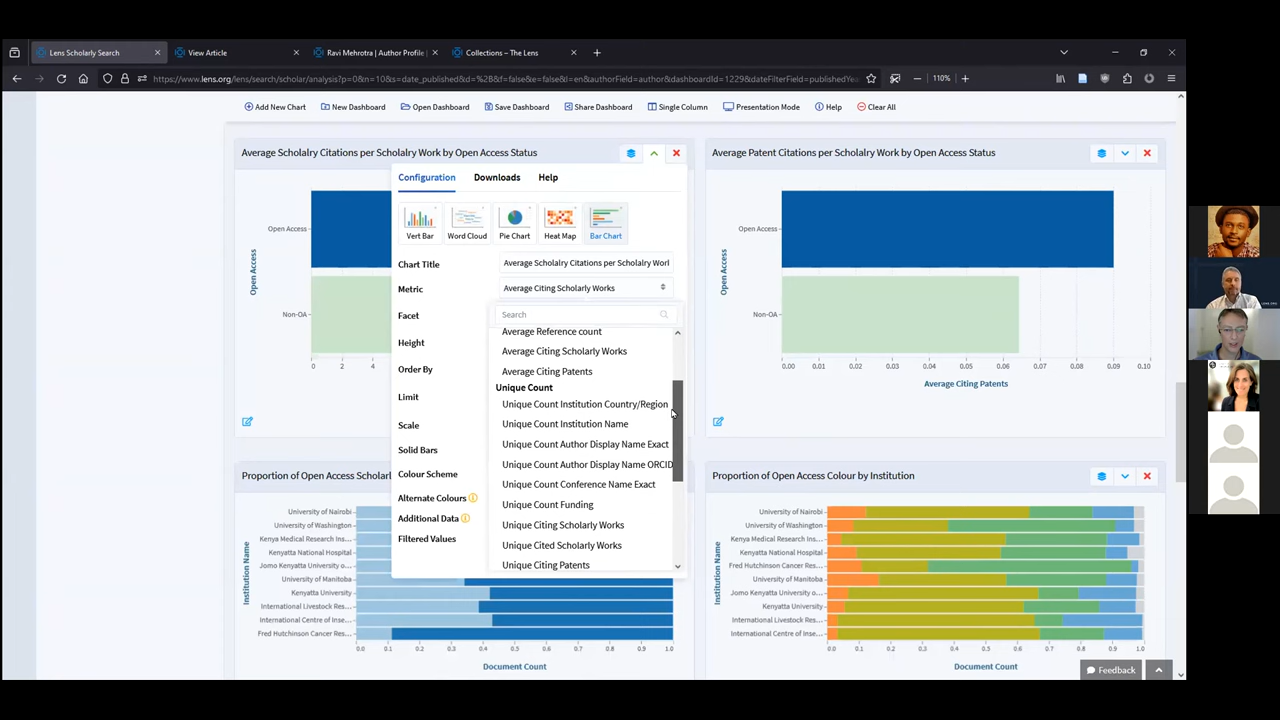 Lens Scholarly Search
View Article
Ravi Mehrotra | Author Profile |
Collections – The Lens
https://www.lens.org/lens/search/scholar/analysis?p=0&n=10&s=date_published&d=%2B&f=false&e=false&l=en&authorField=author&dashboardId=1229&dateFilterField=publishedYea
110%
Add New Chart New Dashboard Open Dashboard Save Dashboard Share Dashboard Single Column Presentation Mode Help Clear All
Average Scholalry Citations per Scholalry Work by Open Access Status
Configuration Downloads Help
Vert Bar Word Cloud Pie Chart Heat Map Bar Chart
Chart Title Average Scholalry Citations per Scholalry Worl
Metric Average Citing Scholarly Works
Facet
Height
Order By
Limit
Scale
Solid Bars
Colour Scheme
Alternate Colours
Additional Data
Filtered Values
Search
Average Reference count
Average Citing Scholarly Works
Average Citing Patents
Unique Count
Unique Count Institution Country/Region
Unique Count Institution Name
Unique Count Author Display Name Exact
Unique Count Author Display Name ORCID
Unique Count Conference Name Exact
Unique Count Funding
Unique Citing Scholarly Works
Unique Cited Scholarly Works
Unique Citing Patents
Open Access
Open Access
Non-OA
0 2 4
Average Patent Citations per Scholalry Work by Open Access Status
Open Access
Open Access
Non-OA
0.00 0.01 0.02 0.03 0.04 0.05 0.06 0.07 0.08 0.09 0.10
Average Citing Patents
Proportion of Open Access Scholarl
Institution Name
University of Nairobi
University of Washington
Kenya Medical Research Ins...
Kenyatta National Hospital
Jomo Kenyatta University o...
University of Manitoba
Kenyatta University
International Livestock Res...
International Centre of Inse...
Fred Hutchinson Cancer Res...
0.0 0.1 0.2 0.3 0.4 0.5 0.6 0.7 0.8 0.9 1.0
Document Count
Proportion of Open Access Colour by Institution
Institution Name
University of Nairobi
University of Washington
Kenya Medical Research Ins...
Kenyatta National Hospital
Fred Hutchinson Cancer Res...
University of Manitoba
Jomo Kenyatta University o...
Kenyatta University
International Livestock Res...
International Centre of Inse...
0.0 0.1 0.2 0.3 0.4 0.5 0.6 0.7 0.8 0.9 1.0
Document Count
Feedback